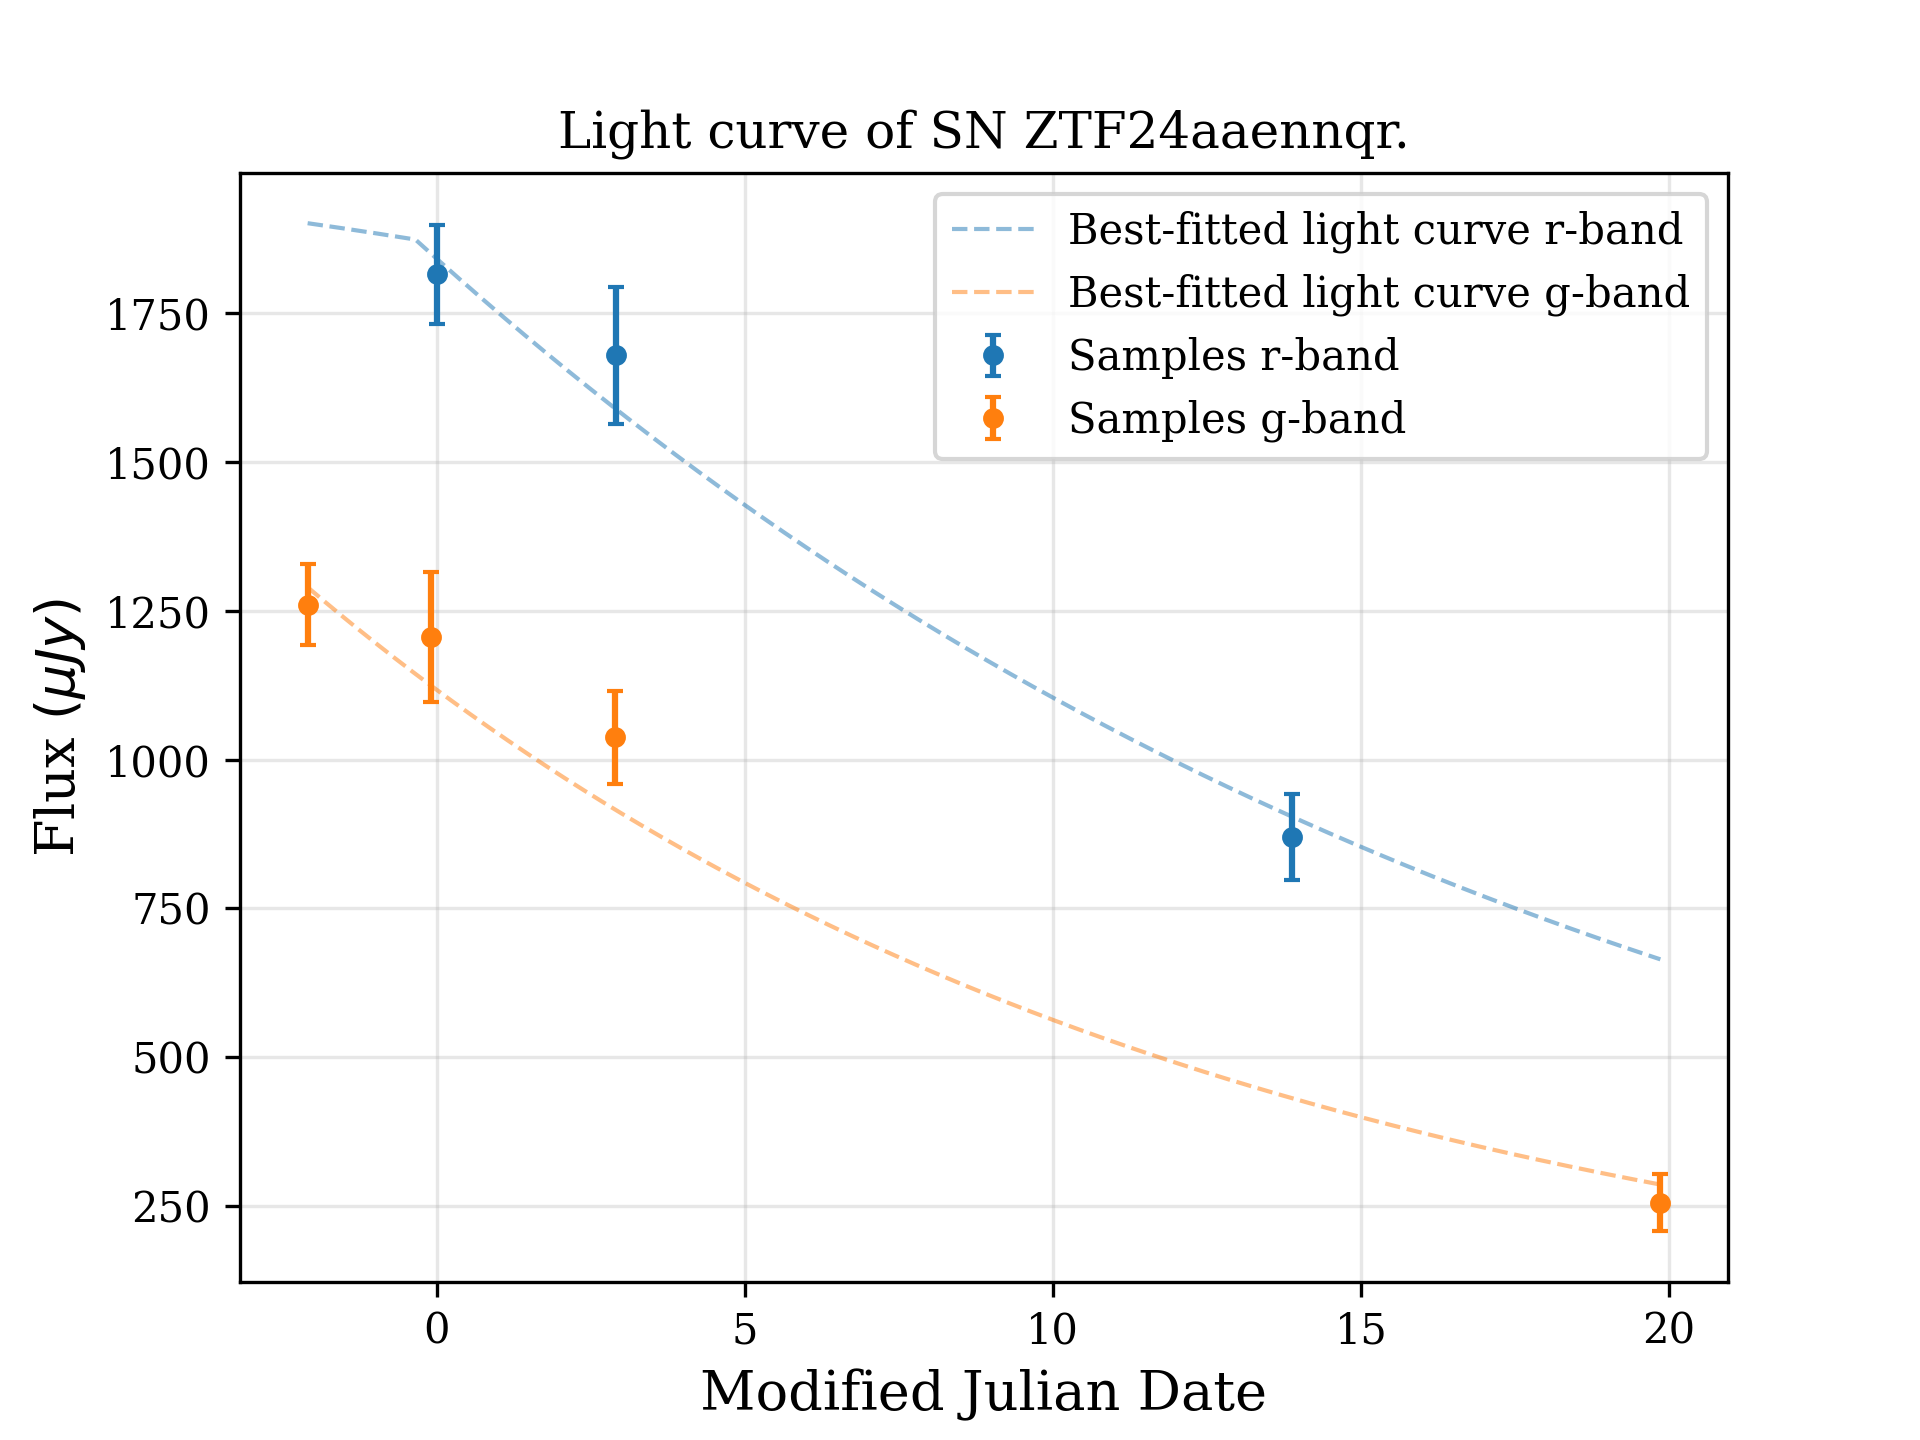 Light curve of SN ZTF24aaennqr.
Best-fitted light curve r-band
Best-fitted light curve g-band
Samples r-band
Samples g-band
1750
1500
1250
1000
750
500
250
Flux (μJy)
0 5 10 15 20
Modified Julian Date